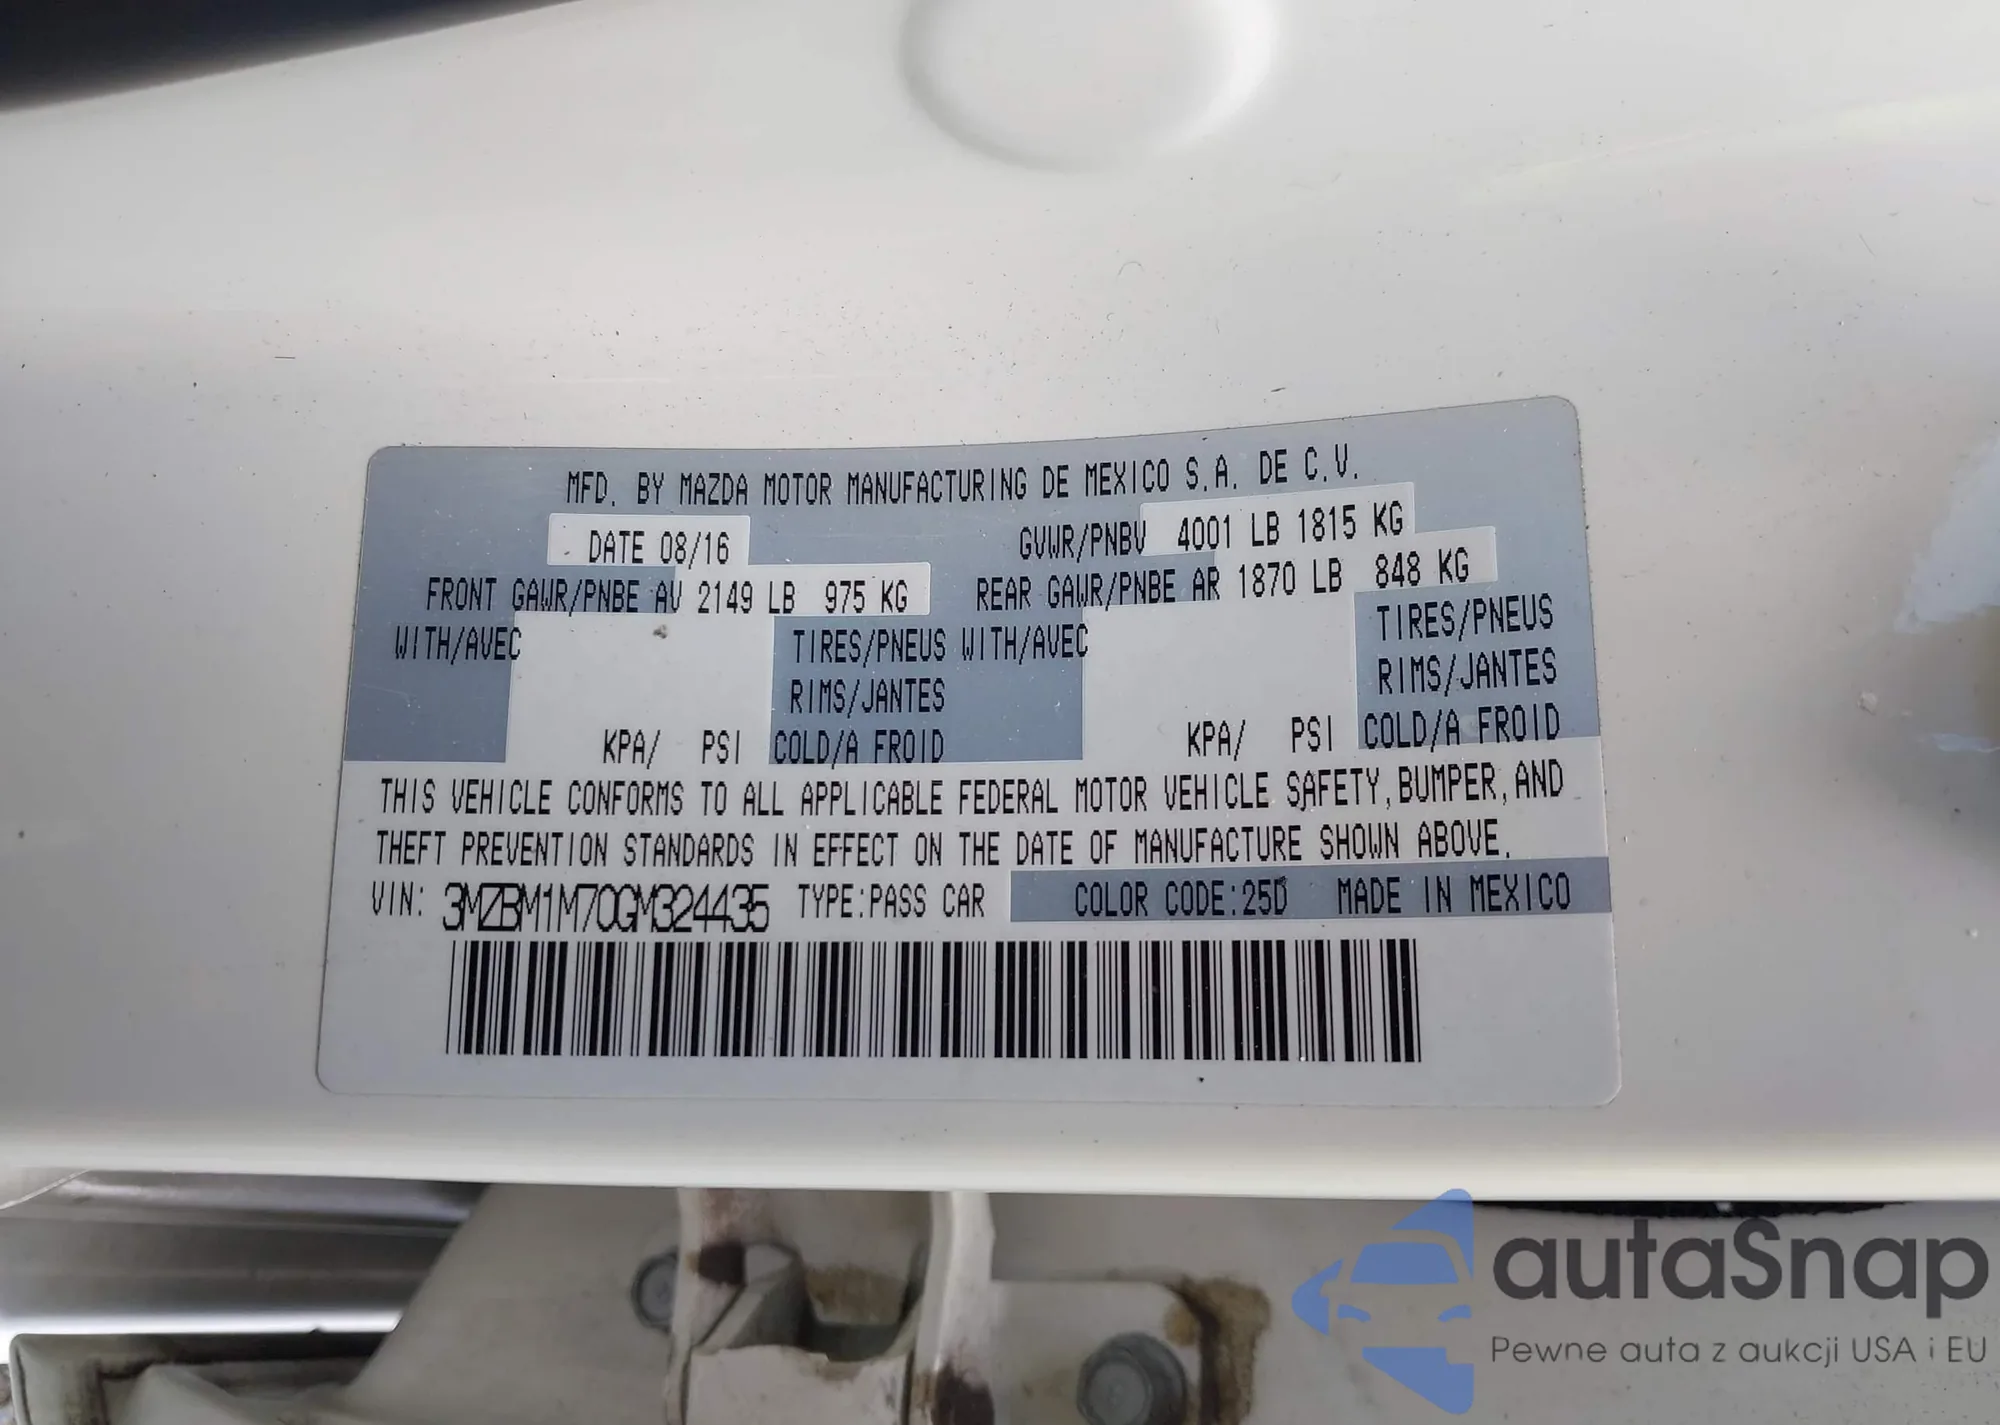 MFD. BY MAZDA MOTOR MANUFACTURING DE MEXICO S.A. DE C.V.
DATE 08/16 GVWR/PNBV 4001 LB 1815 KG
FRONT GAWR/PNBE AV 2149 LB 975 KG REAR GAWR/PNBE AR 1870 LB 848 KG
WITH/AVEC TIRES/PNEUS WITH/AVEC TIRES/PNEUS
RIMS/JANTES RIMS/JANTES
KPA/ PSI COLD/A FROID KPA/ PSI COLD/A FROID
THIS VEHICLE CONFORMS TO ALL APPLICABLE FEDERAL MOTOR VEHICLE SAFETY, BUMPER, AND
THEFT PREVENTION STANDARDS IN EFFECT ON THE DATE OF MANUFACTURE SHOWN ABOVE.
VIN: 3MZBM1M70GM324435 TYPE:PASS CAR COLOR CODE:25D MADE IN MEXICO
autaSnap
Pewne auta z aukcji USA i EU